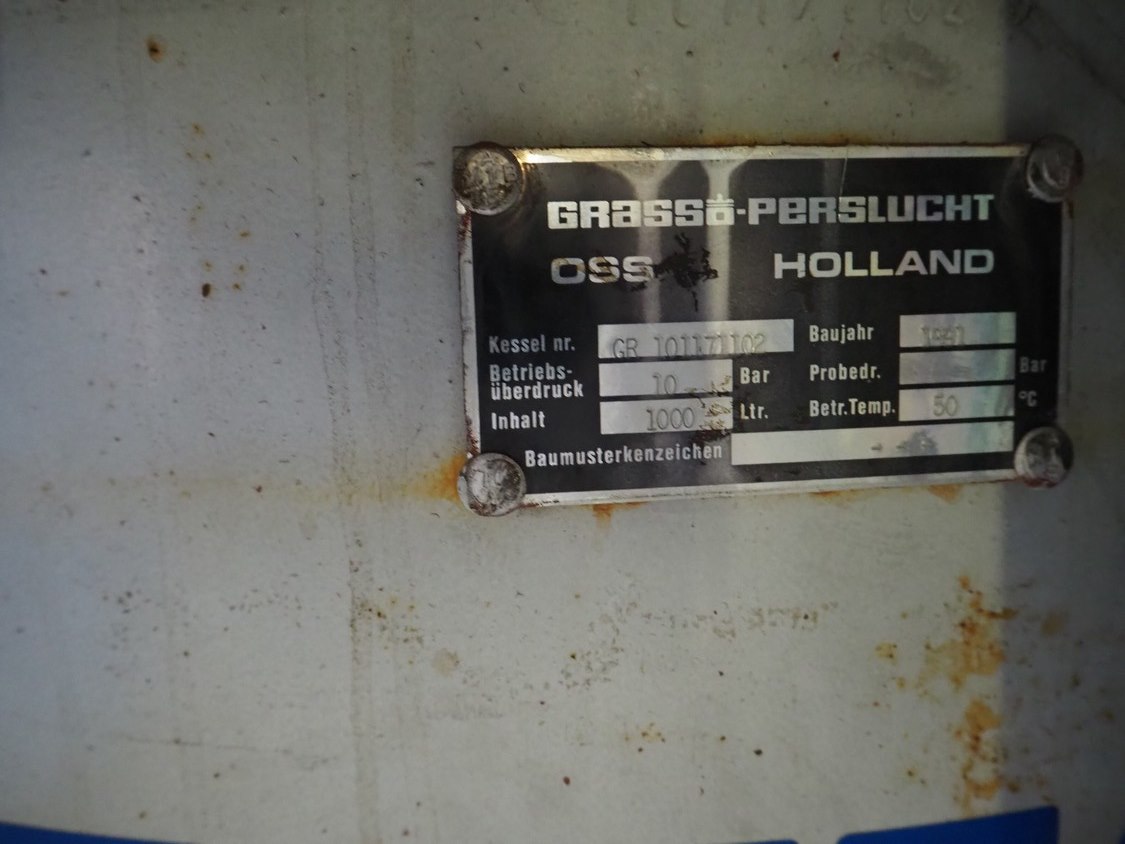 GRASSO-PERSLUCHT
OSS HOLLAND
Kessel nr. GR 101171102 Baujahr
Betriebs-
überdruck 10 Bar Probedr. Bar
Inhalt 1000 Ltr. Betr.Temp. 50 °C
Baumusterkenzeichen